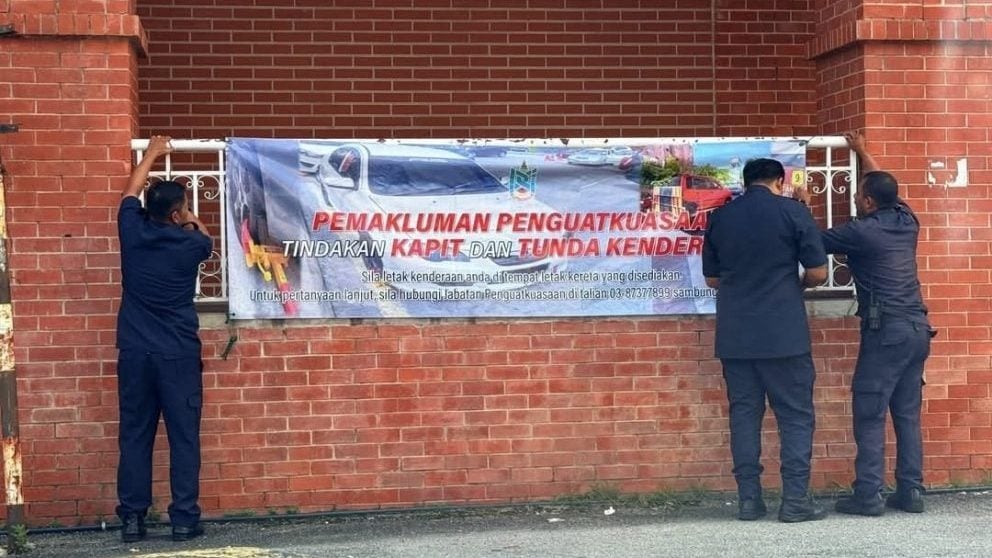 PEMAKLUMAN PENGUATKUASAA
TINDAKAN KAPIT DAN TUNDA KENDER
Sila letak kenderaan anda di tempat letak kereta yang disediakan
Untuk pertanyaan lanjut, sila hubungi Jabatan Penguatkuasaan di talian 03-87377899 sambung